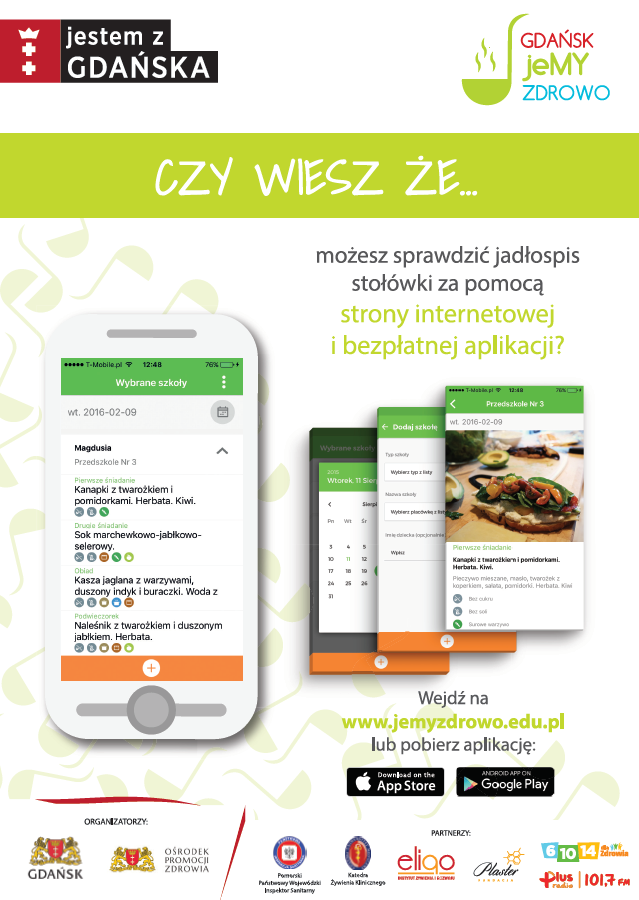 jestem z
GDAŃSKA
GDAŃSK
jeMY
ZDROWO
CZY WIESZ ŻE...
możesz sprawdzić jadłospis
stołówki za pomocą
strony internetowej
i bezpłatnej aplikacji?
T-Mobile.pl 12:48 76%
Wybrane szkoły
wt. 2016-02-09
Magdusia
Przedszkole Nr 3
Pierwsze śniadanie
Kanapki z twarożkiem i
pomidorkami. Herbata. Kiwi.
Drugie śniadanie
Sok marchewkowo-jabłkowo-
selerowy.
Obiad
Kasza jaglana z warzywami,
duszony indyk i buraczki. Woda z
Podwieczorek
Naleśnik z twarożkiem i duszonym
jabłkiem. Herbata.
Wybrane szkoły
2015
Wtorek, 11 Sierp
Sierpi
Pn Wt Śr
3 4 5
10 11 12
17 18 19
24 25 26
31
Dodaj szkołę
Typ szkoły
Wybierz typ z listy
Nazwa szkoły
Wybierz placówkę z listy
Imię dziecka (opcjonalnie
Wpisz
T-Mobile.pl 12:48 76%
Przedszkole Nr 3
wt. 2016-02-09
Pierwsze śniadanie
Kanapki z twarożkiem i pomidorkami.
Herbata. Kiwi.
Pieczywo mieszane, masło, twarożek z
koperkiem, sałata, pomidorki. Herbata. Kiwi
Bez cukru
Bez soli
Surowe warzywo
Wejdź na
www.jemyzdrowo.edu.pl
lub pobierz aplikację:
Download on the
App Store
ANDROID APP ON
Google Play
ORGANIZATORZY:
GDAŃSK
OŚRODEK
PROMOCJI
ZDROWIA
PARTNERZY:
Pomorski
Państwowy Wojewódzki
Inspektor Sanitarny
Katedra
Żywienia Klinicznego
eligo
INSTYTUT ŻYWIENIA I ROZWOJU
Plaster
FUNDACJA
6 10 14 dla Zdrowia
Plus
radio 101,7 FM